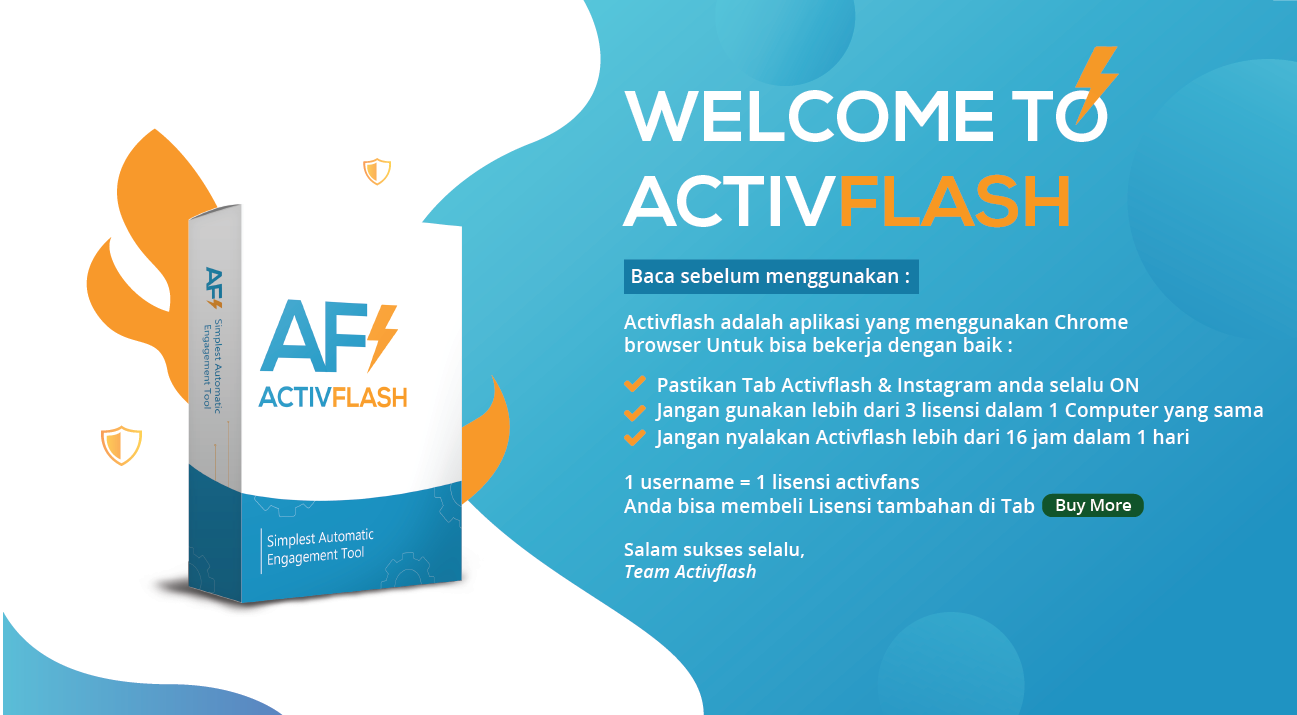 WELCOME TO
ACTIVFLASH
Baca sebelum menggunakan :
Activflash adalah aplikasi yang menggunakan Chrome
browser Untuk bisa bekerja dengan baik :
Pastikan Tab Activflash & Instagram anda selalu ON
Jangan gunakan lebih dari 3 lisensi dalam 1 Computer yang sama
Jangan nyalakan Activflash lebih dari 16 jam dalam 1 hari
1 username = 1 lisensi activfans
Anda bisa membeli Lisensi tambahan di Tab Buy More
Salam sukses selalu,
Team Activflash
AF
Simplest Automatic
Engagement Tool
AF
ACTIVFLASH
Simplest Automatic
Engagement Tool